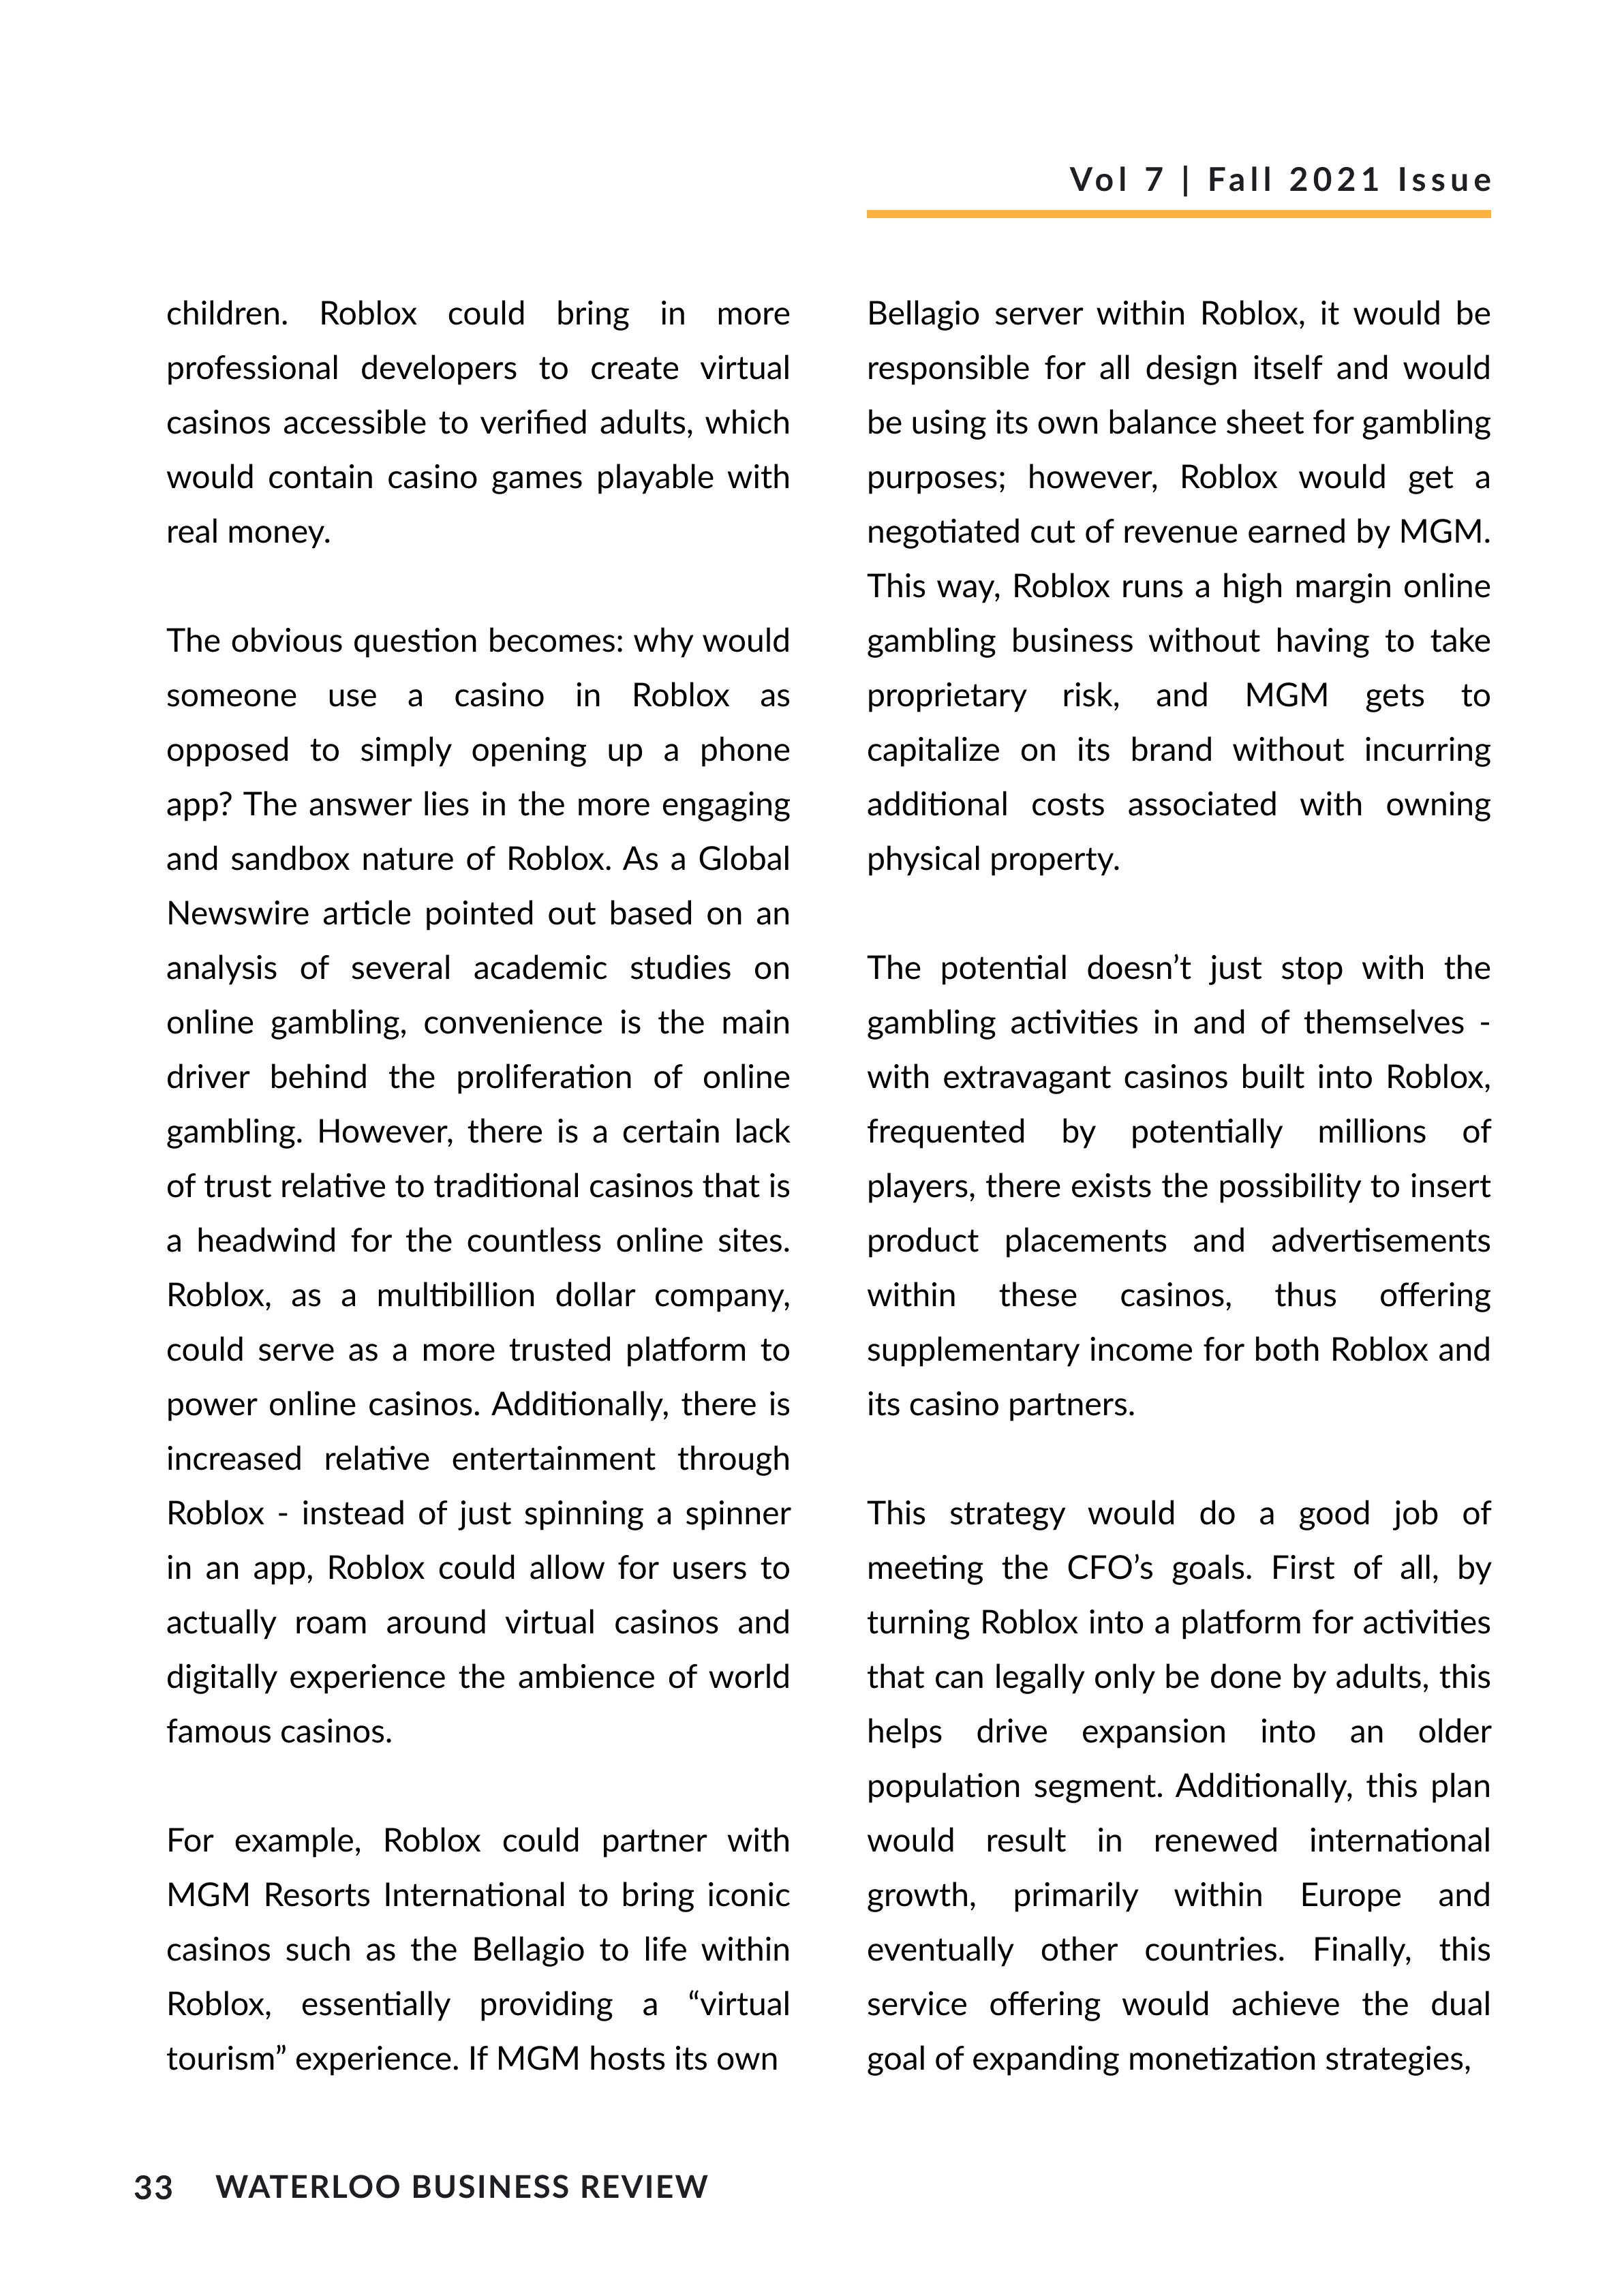 Vol 7 | Fall 2021 Issue
children. Roblox could bring in more
professional developers to create virtual
casinos accessible to verified adults, which
would contain casino games playable with
real money.
The obvious question becomes: why would
someone use a casino in Roblox as
opposed to simply opening up a phone
app? The answer lies in the more engaging
and sandbox nature of Roblox. As a Global
Newswire article pointed out based on an
analysis of several academic studies on
online gambling, convenience is the main
driver behind the proliferation of online
gambling. However, there is a certain lack
of trust relative to traditional casinos that is
a headwind for the countless online sites.
Roblox, as a multibillion dollar company,
could serve as a more trusted platform to
power online casinos. Additionally, there is
increased relative entertainment through
Roblox - instead of just spinning a spinner
in an app, Roblox could allow for users to
actually roam around virtual casinos and
digitally experience the ambience of world
famous casinos.
For example, Roblox could partner with
MGM Resorts International to bring iconic
casinos such as the Bellagio to life within
Roblox, essentially providing a “virtual
tourism” experience. If MGM hosts its own
Bellagio server within Roblox, it would be
responsible for all design itself and would
be using its own balance sheet for gambling
purposes; however, Roblox would get a
negotiated cut of revenue earned by MGM.
This way, Roblox runs a high margin online
gambling business without having to take
proprietary risk, and MGM gets to
capitalize on its brand without incurring
additional costs associated with owning
physical property.
The potential doesn’t just stop with the
gambling activities in and of themselves -
with extravagant casinos built into Roblox,
frequented by potentially millions of
players, there exists the possibility to insert
product placements and advertisements
within these casinos, thus offering
supplementary income for both Roblox and
its casino partners.
This strategy would do a good job of
meeting the CFO’s goals. First of all, by
turning Roblox into a platform for activities
that can legally only be done by adults, this
helps drive expansion into an older
population segment. Additionally, this plan
would result in renewed international
growth, primarily within Europe and
eventually other countries. Finally, this
service offering would achieve the dual
goal of expanding monetization strategies,
33 WATERLOO BUSINESS REVIEW